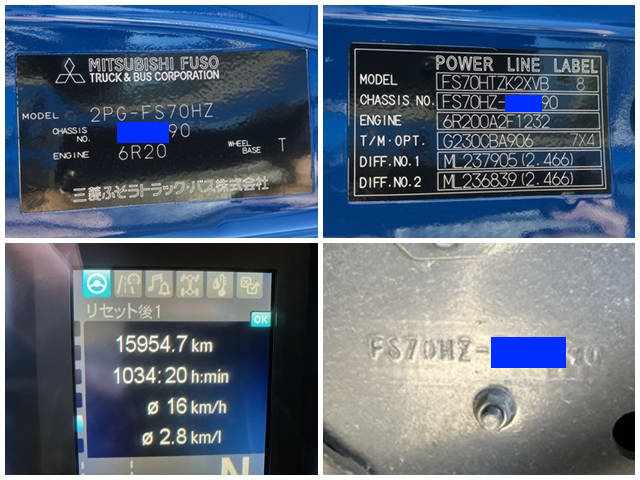 MITSUBISHI FUSO
TRUCK & BUS CORPORATION
MODEL 2PG-FS70HZ
CHASSIS NO. 90
ENGINE 6R20 WHEEL BASE T
三菱ふそうトラック・バス株式会社
POWER LINE LABEL
MODEL FS70HTZK2XVB 8
CHASSIS NO. FS70HZ- 90
ENGINE 6R200A2F1232
T/M·OPT. G230CBA906 7X4
DIFF.NO.1 ML237905(2.466)
DIFF.NO.2 ML236839(2.466)
リセット後1
OK
15954.7 km
1034:20 h:min
ø 16 km/h
ø 2.8 km/l
N
FS70HZ- 90